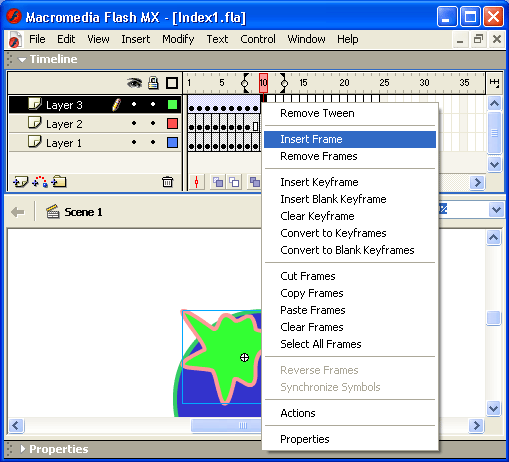 Macromedia Flash MX - [Index1.fla]
File Edit View Insert Modify Text Control Window Help
Timeline
1 5 10 15 20 25 30 35
Layer 3
Layer 2
Layer 1
Scene 1
Remove Tween
Insert Frame
Remove Frames
Insert Keyframe
Insert Blank Keyframe
Clear Keyframe
Convert to Keyframes
Convert to Blank Keyframes
Cut Frames
Copy Frames
Paste Frames
Clear Frames
Select All Frames
Reverse Frames
Synchronize Symbols
Actions
Properties
Properties